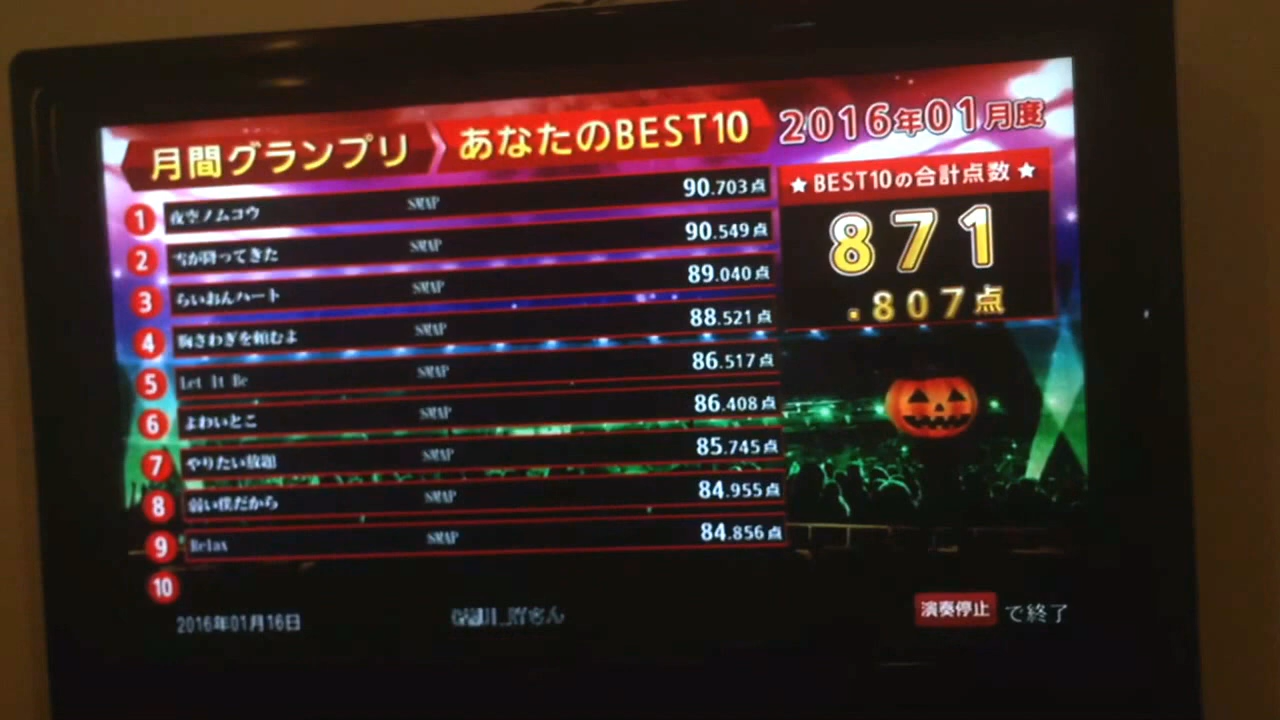 月間グランプリ
あなたのBEST10
2016年01月度
1 夜空ノムコウ SMAP 90.703点
2 雪が降ってきた SMAP 90.549点
3 らいおんハート SMAP 89.040点
4 胸さわぎを頼むよ SMAP 88.521点
5 Let It Be SMAP 86.517点
6 よわいとこ SMAP 86.408点
7 やりたい放題 SMAP 85.745点
8 弱い僕だから SMAP 84.955点
9 Relax SMAP 84.856点
10
★BEST10の合計点数★
871
.807点
2016年01月16日
さん
演奏停止 で終了